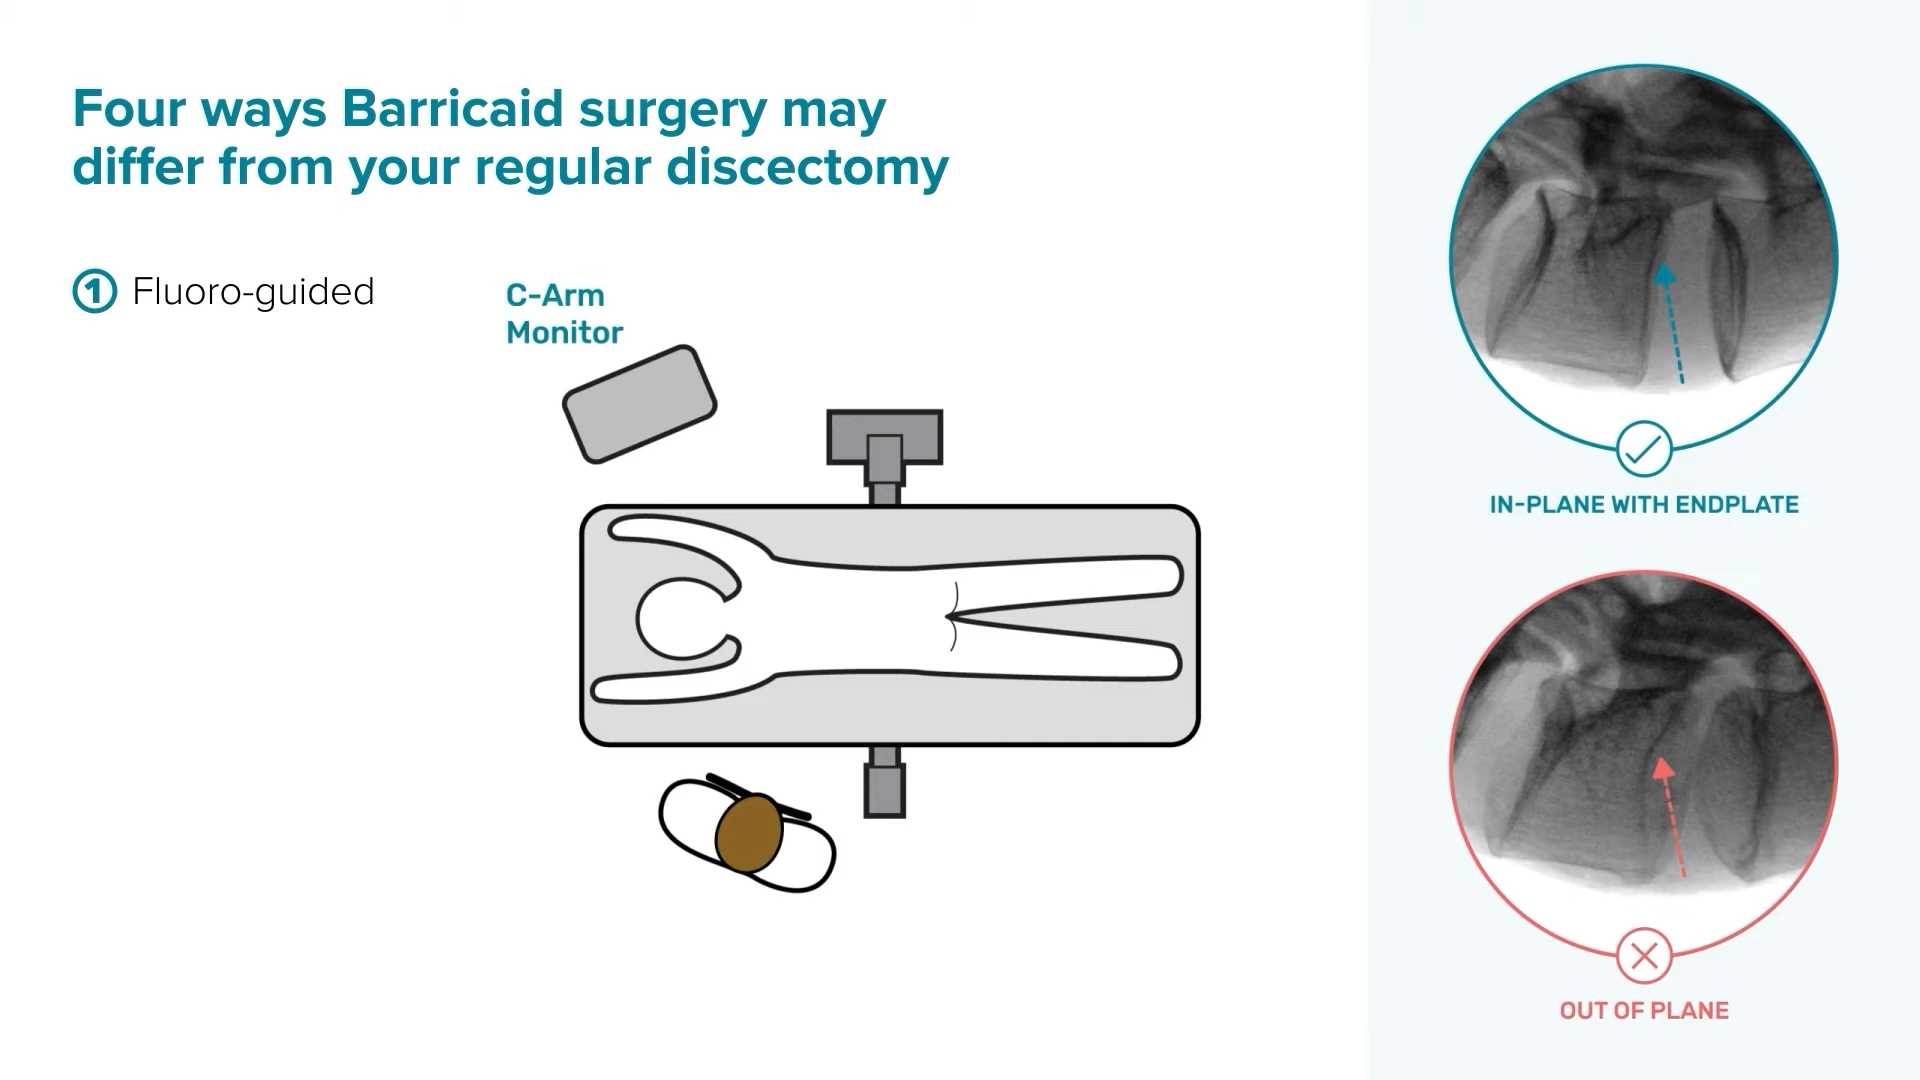 Four ways Barricaid surgery may
differ from your regular discectomy
1 Fluoro-guided
C-Arm
Monitor
IN-PLANE WITH ENDPLATE
OUT OF PLANE